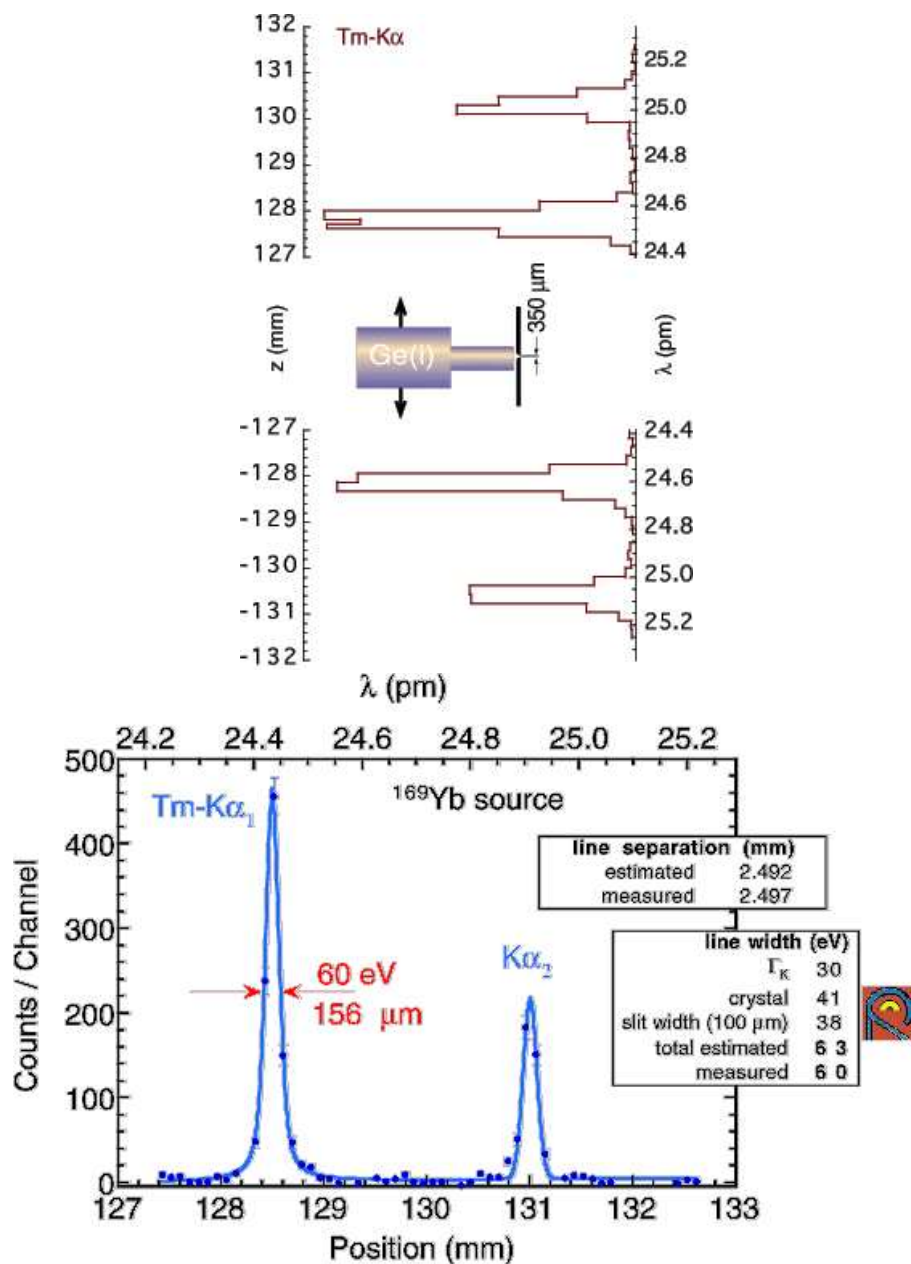 Tm-Kα
132
131
130
129
128
127
25.2
25.0
24.8
24.6
24.4
z (mm)
Ge(I)
350 μm
λ (pm)
-127
-128
-129
-130
-131
-132
24.4
24.6
24.8
25.0
25.2
λ (pm)
24.2 24.4 24.6 24.8 25.0 25.2
500
400
300
200
100
0
Counts / Channel
Tm-Kα₁
¹⁶⁹Yb source
60 eV
156 μm
Kα₂
line separation (mm)
estimated 2.492
measured 2.497
line width (eV)
Γ_K 30
crystal 41
slit width (100 μm) 38
total estimated 6 3
measured 6 0
127 128 129 130 131 132 133
Position (mm)